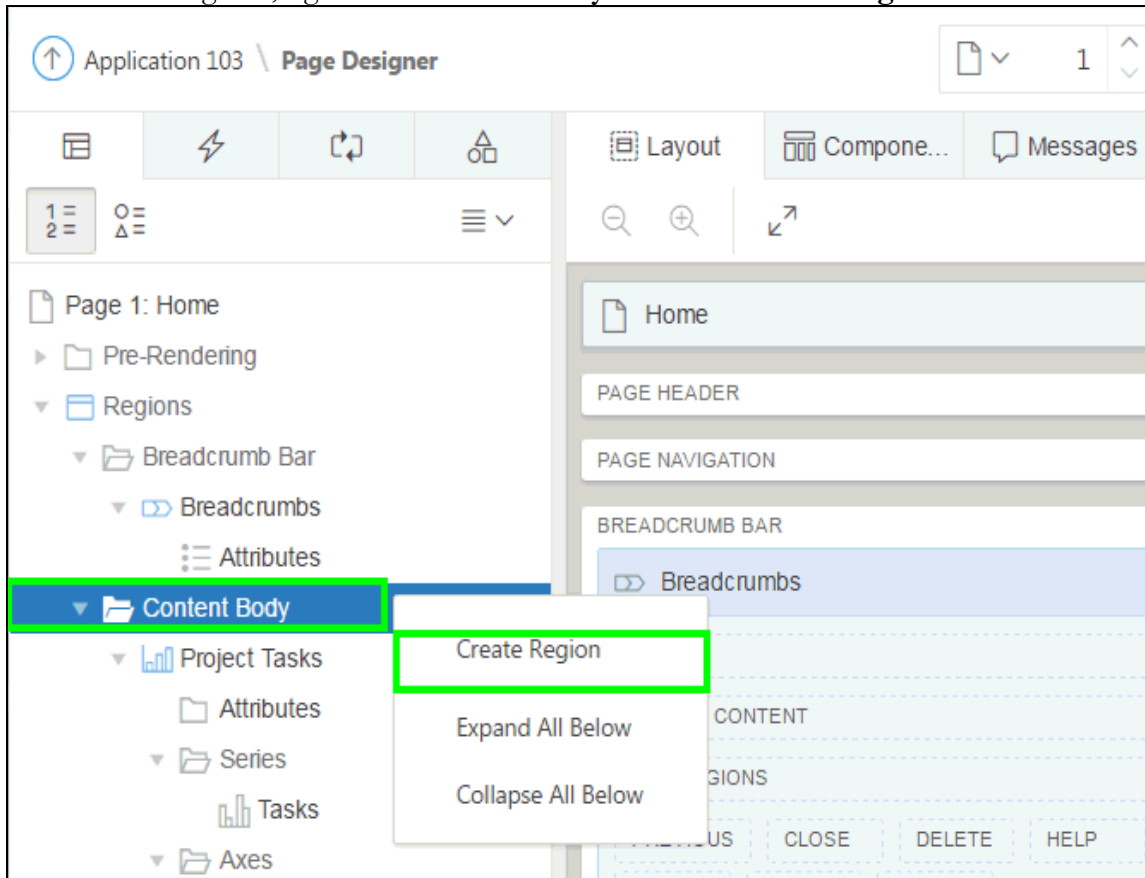 Application 103 \ Page Designer
1
Layout
Compone...
Messages
Page 1: Home
Pre-Rendering
Regions
Breadcrumb Bar
Breadcrumbs
Attributes
Content Body
Project Tasks
Attributes
Series
Tasks
Axes
Create Region
Expand All Below
Collapse All Below
Home
PAGE HEADER
PAGE NAVIGATION
BREADCRUMB BAR
Breadcrumbs
CONTENT
CLOSE
DELETE
HELP